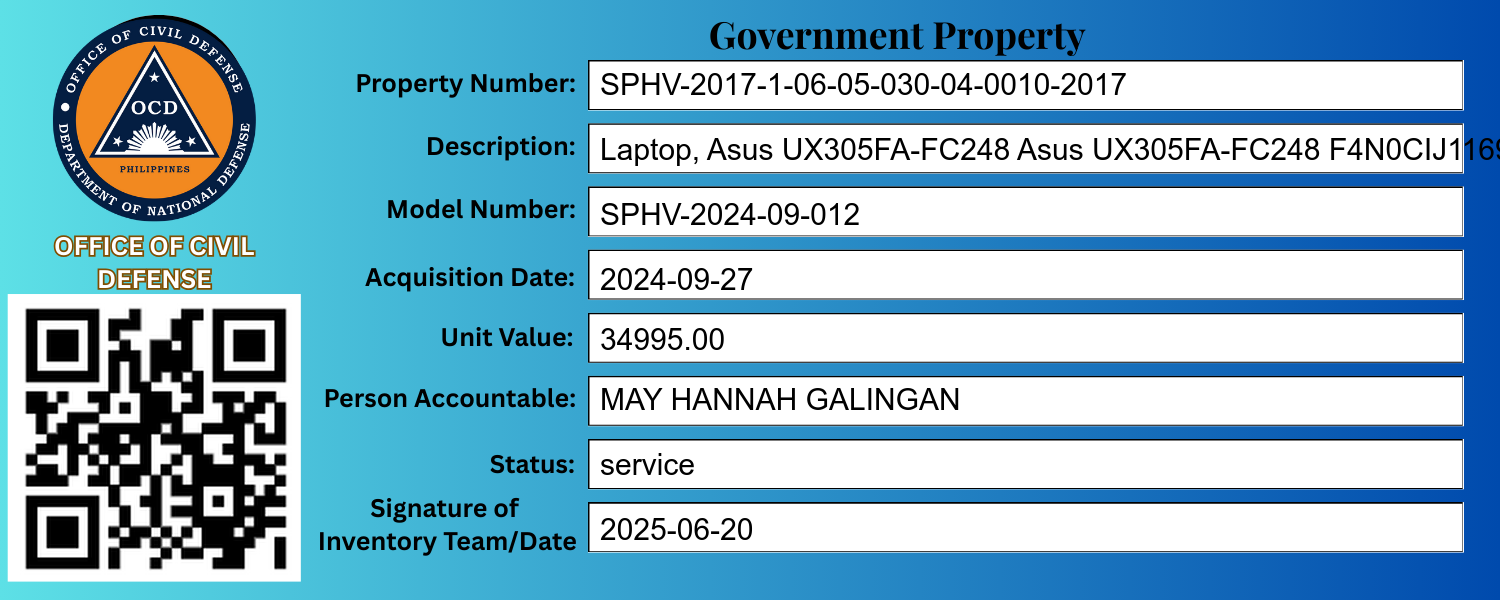 OFFICE OF CIVIL DEFENSE
DEPARTMENT OF NATIONAL DEFENSE
OCD
PHILIPPINES
OFFICE OF CIVIL
DEFENSE
Government Property
Property Number: SPHV-2017-1-06-05-030-04-0010-2017
Description: Laptop, Asus UX305FA-FC248 Asus UX305FA-FC248 F4N0CIJ1169
Model Number: SPHV-2024-09-012
Acquisition Date: 2024-09-27
Unit Value: 34995.00
Person Accountable: MAY HANNAH GALINGAN
Status: service
Signature of
Inventory Team/Date 2025-06-20